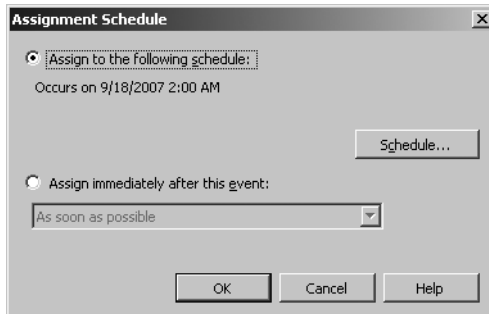 Assignment Schedule
Assign to the following schedule:
Occurs on 9/18/2007 2:00 AM
Schedule...
Assign immediately after this event:
As soon as possible
OK Cancel Help